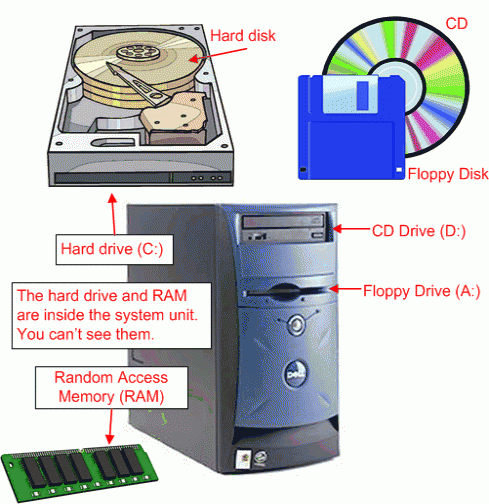 Hard disk
CD
Floppy Disk
Hard drive (C:)
CD Drive (D:)
The hard drive and RAM
are inside the system unit.
You can't see them.
Floppy Drive (A:)
Random Access
Memory (RAM)
DELL